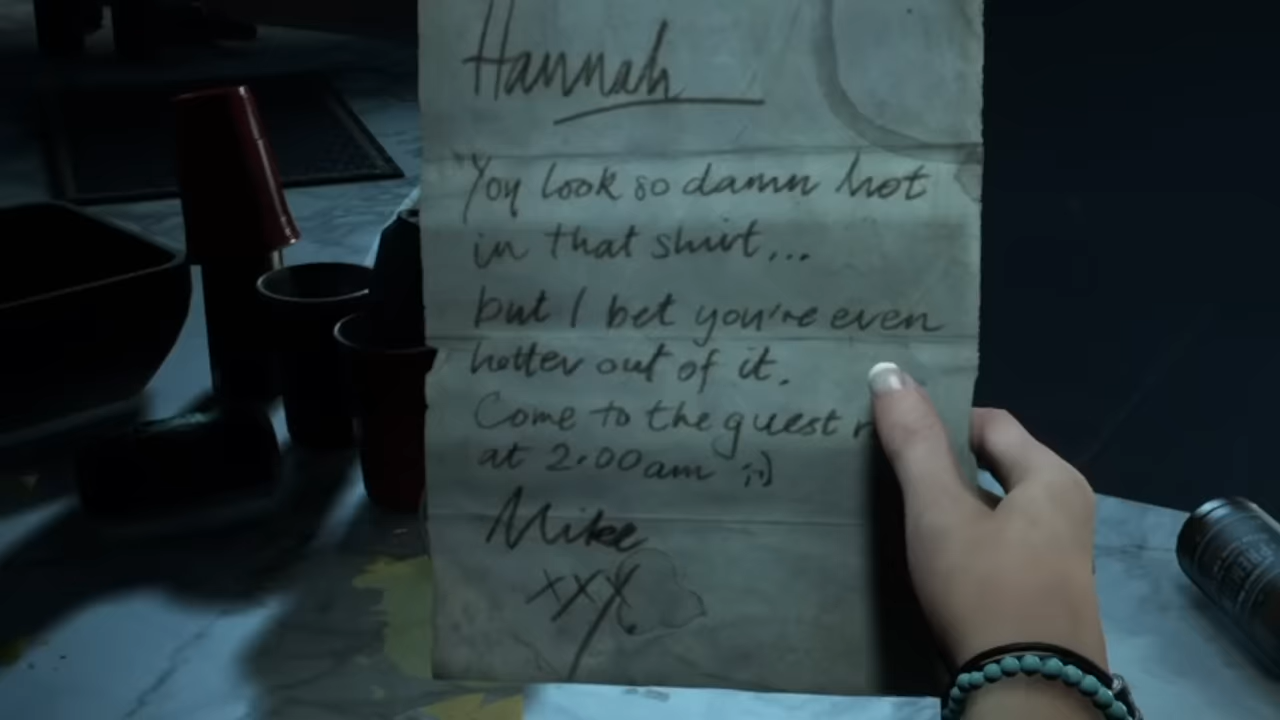 Hannah
"You look so damn hot
in that shirt...
but I bet you're even
hotter out of it.
Come to the guest
at 2.00am ;)
Mike
xxx